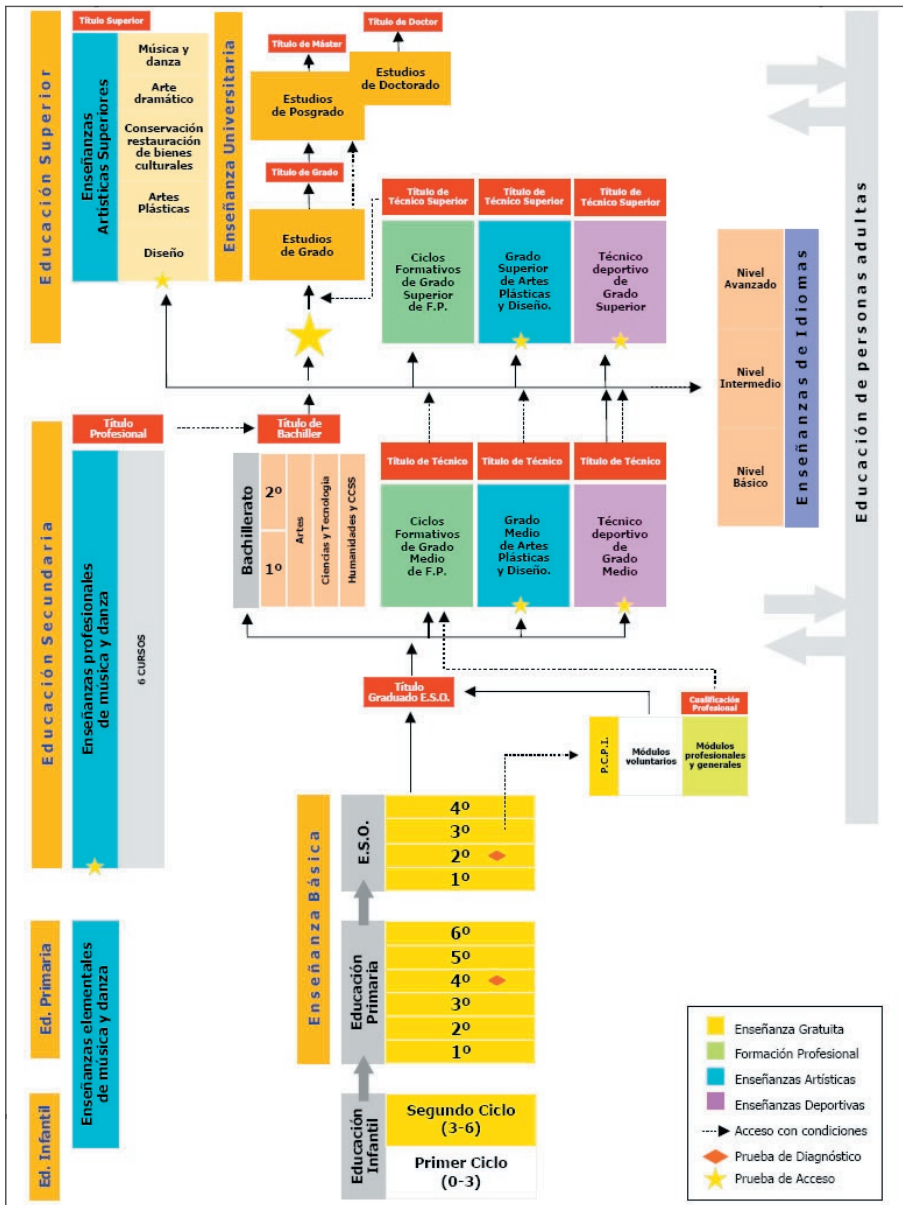 Educación Superior
Título Superior
Enseñanzas
Artísticas Superiores
Música y
danza
Arte
dramático
Conservación
restauración
de bienes
culturales
Artes
Plásticas
Diseño
Enseñanza Universitaria
Título de Doctor
Título de Máster
Estudios
de Doctorado
Estudios
de Posgrado
Título de Grado
Estudios
de Grado
Título de
Técnico Superior
Título de
Técnico Superior
Título de
Técnico Superior
Ciclos
Formativos
de Grado
Superior
de F.P.
Grado
Superior
de Artes
Plásticas
y Diseño.
Técnico
deportivo
de
Grado
Superior
Nivel
Avanzado
Nivel
Intermedio
Nivel
Básico
Enseñanzas de Idiomas
Educación de personas adultas
Educación Secundaria
Título
Profesional
Enseñanzas profesionales
de música y danza
6 CURSOS
Título de
Bachiller
Bachillerato
2º
1º
Artes
Ciencias y Tecnología
Humanidades y CCSS
Título de Técnico
Título de Técnico
Título de Técnico
Ciclos
Formativos
de Grado
Medio
de F.P.
Grado
Medio
de Artes
Plásticas
y Diseño.
Técnico
deportivo
de
Grado
Medio
Título
Graduado E.S.O.
Cualificación
Profesional
P.C.P.I.
Módulos
voluntarios
Módulos
profesionales
y generales
Enseñanza Básica
E.S.O.
4º
3º
2º
1º
Ed. Primaria
Enseñanzas elementales
de música y danza
Educación
Primaria
6º
5º
4º
3º
2º
1º
Ed. Infantil
Educación
Infantil
Segundo Ciclo
(3-6)
Primer Ciclo
(0-3)
Enseñanza Gratuita
Formación Profesional
Enseñanzas Artísticas
Enseñanzas Deportivas
Acceso con condiciones
Prueba de Diagnóstico
Prueba de Acceso